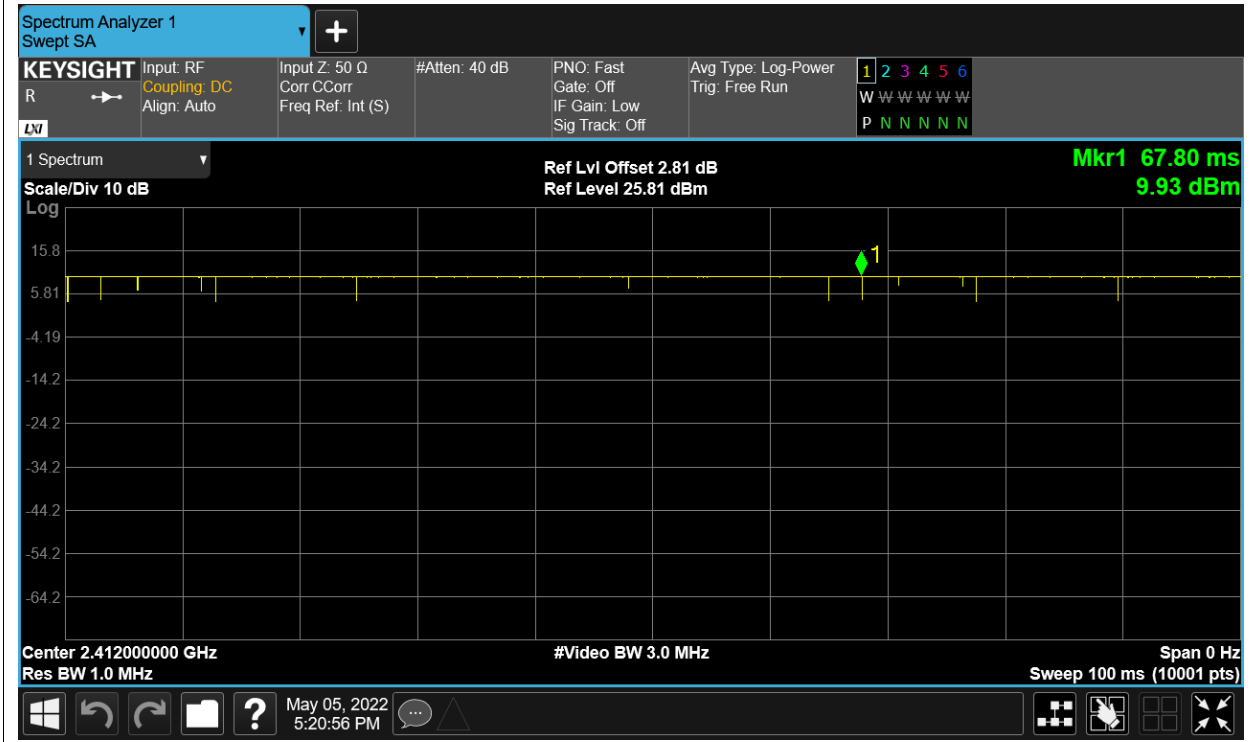 Spectrum Analyzer 1
Swept SA
KEYSIGHT
R
LXI
Input: RF
Coupling: DC
Align: Auto
Input Z: 50 Ω
Corr CCorr
Freq Ref: Int (S)
#Atten: 40 dB
PNO: Fast
Gate: Off
IF Gain: Low
Sig Track: Off
Avg Type: Log-Power
Trig: Free Run
1 2 3 4 5 6
W W W W W W
P N N N N N
1 Spectrum
Scale/Div 10 dB
Ref Lvl Offset 2.81 dB
Ref Level 25.81 dBm
Mkr1 67.80 ms
9.93 dBm
Log
15.8
5.81
-4.19
-14.2
-24.2
-34.2
-44.2
-54.2
-64.2
1
Center 2.412000000 GHz
Res BW 1.0 MHz
#Video BW 3.0 MHz
Span 0 Hz
Sweep 100 ms (10001 pts)
?
May 05, 2022
5:20:56 PM